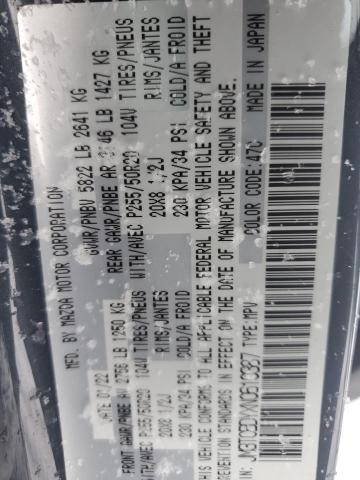 MFD. BY MAZDA MOTOR CORPORATION
DATE 01/22
GVWR/PNBV 5822 LB 2641 KG
FRONT GAWR/PNBE AV 2756 LB 1250 KG
REAR GAWR/PNBE AR 3146 LB 1427 KG
WITH/AVEC P255/50R20 104V TIRES/PNEUS
WITH/AVEC P255/50R20 104V TIRES/PNEUS
20X8 1/2J RIMS/JANTES
20X8 1/2J RIMS/JANTES
230 KPA/34 PSI COLD/A FROID
230 KPA/34 PSI COLD/A FROID
THIS VEHICLE CONFORMS TO ALL APPLICABLE FEDERAL MOTOR VEHICLE SAFETY AND THEFT
PREVENTION STANDARDS IN EFFECT ON THE DATE OF MANUFACTURE SHOWN ABOVE.
TYPE:MPV COLOR CODE:47C MADE IN JAPAN